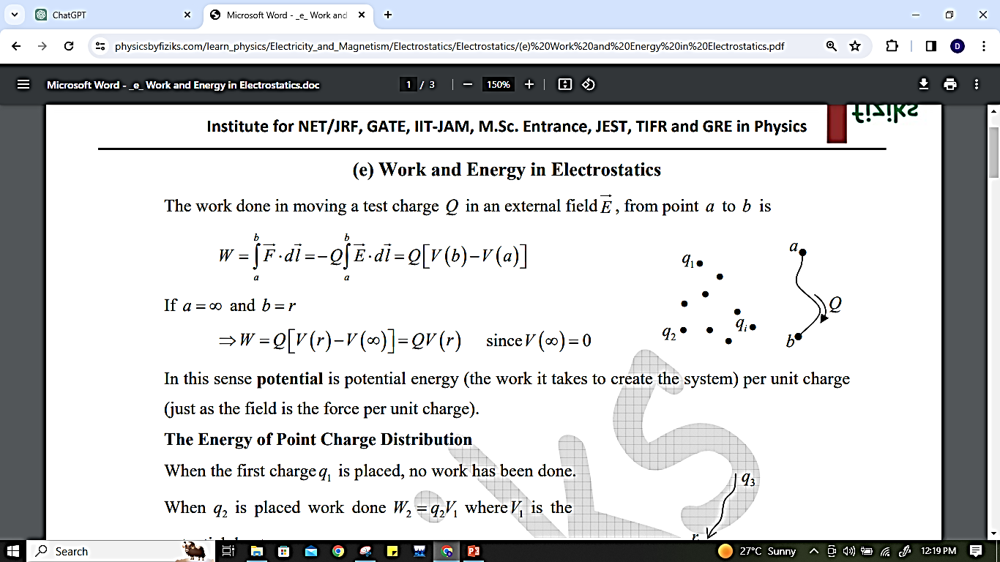 ChatGPT
Microsoft Word - _e_ Work and
physicsbyfiziks.com/learn_physics/Electricity_and_Magnetism/Electrostatics/Electrostatics/(e)%20Work%20and%20Energy%20in%20Electrostatics.pdf
D
Microsoft Word - _e_ Work and Energy in Electrostatics.doc
1 / 3
150%
fiziks
Institute for NET/JRF, GATE, IIT-JAM, M.Sc. Entrance, JEST, TIFR and GRE in Physics
(e) Work and Energy in Electrostatics
The work done in moving a test charge Q in an external field E⃗ , from point a to b is
W = ∫ₐᵇ F⃗ · dl⃗ = −Q ∫ₐᵇ E⃗ · dl⃗ = Q[V(b) − V(a)]
q₁
a
Q
q₂
qᵢ
b
If a = ∞ and b = r
⇒ W = Q[V(r) − V(∞)] = QV(r) since V(∞) = 0
In this sense potential is potential energy (the work it takes to create the system) per unit charge
(just as the field is the force per unit charge).
The Energy of Point Charge Distribution
When the first charge q₁ is placed, no work has been done.
q₃
When q₂ is placed work done W₂ = q₂V₁ where V₁ is the
r
Search
27°C Sunny
12:19 PM